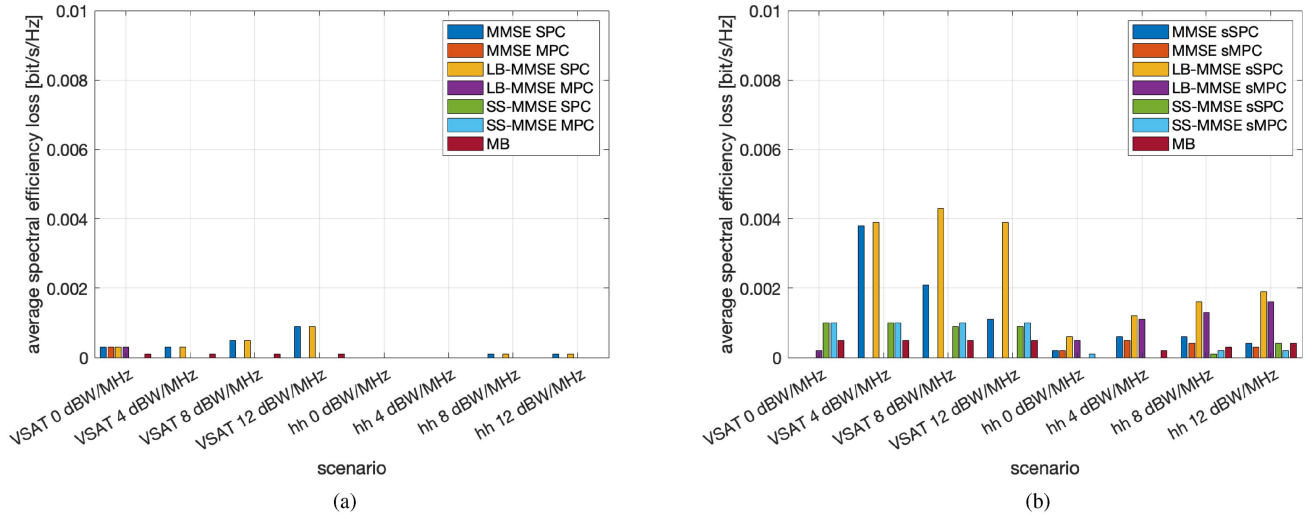 average spectral efficiency loss [bit/s/Hz]
0.01
0.008
0.006
0.004
0.002
0
MMSE SPC
MMSE MPC
LB-MMSE SPC
LB-MMSE MPC
SS-MMSE SPC
SS-MMSE MPC
MB
VSAT 0 dBW/MHz
VSAT 4 dBW/MHz
VSAT 8 dBW/MHz
VSAT 12 dBW/MHz
hh 0 dBW/MHz
hh 4 dBW/MHz
hh 8 dBW/MHz
hh 12 dBW/MHz
scenario
(a)
average spectral efficiency loss [bit/s/Hz]
0.01
0.008
0.006
0.004
0.002
0
MMSE sSPC
MMSE sMPC
LB-MMSE sSPC
LB-MMSE sMPC
SS-MMSE sSPC
SS-MMSE sMPC
MB
VSAT 0 dBW/MHz
VSAT 4 dBW/MHz
VSAT 8 dBW/MHz
VSAT 12 dBW/MHz
hh 0 dBW/MHz
hh 4 dBW/MHz
hh 8 dBW/MHz
hh 12 dBW/MHz
scenario
(b)